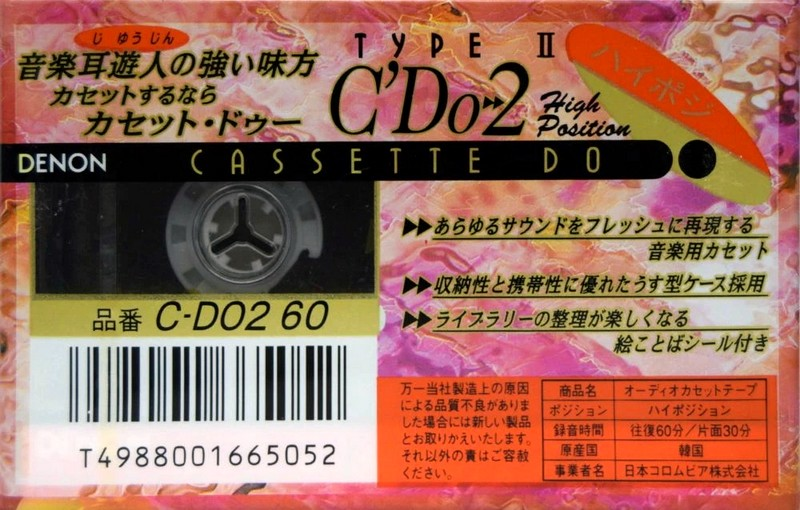 じ ゆうじん
音楽耳遊人の強い味方
カセットするなら
カセット・ドゥー
TYPE II
C'Do▸▸2
High
Position
ハイポジ
DENON
CASSETTE DO
▶▶あらゆるサウンドをフレッシュに再現する
音楽用カセット
▶▶収納性と携帯性に優れたうす型ケース採用
▶▶ライブラリーの整理が楽しくなる
絵ことばシール付き
品番 C-DO2 60
T4988001665052
万一当社製造上の原因
による品質不良がありま
した場合には新しい製品
とお取りかえいたします。
それ以外の責はご容赦
ください。
商品名 オーディオカセットテープ
ポジション ハイポジション
録音時間 往復60分/片面30分
原産国 韓国
事業者名 日本コロムビア株式会社